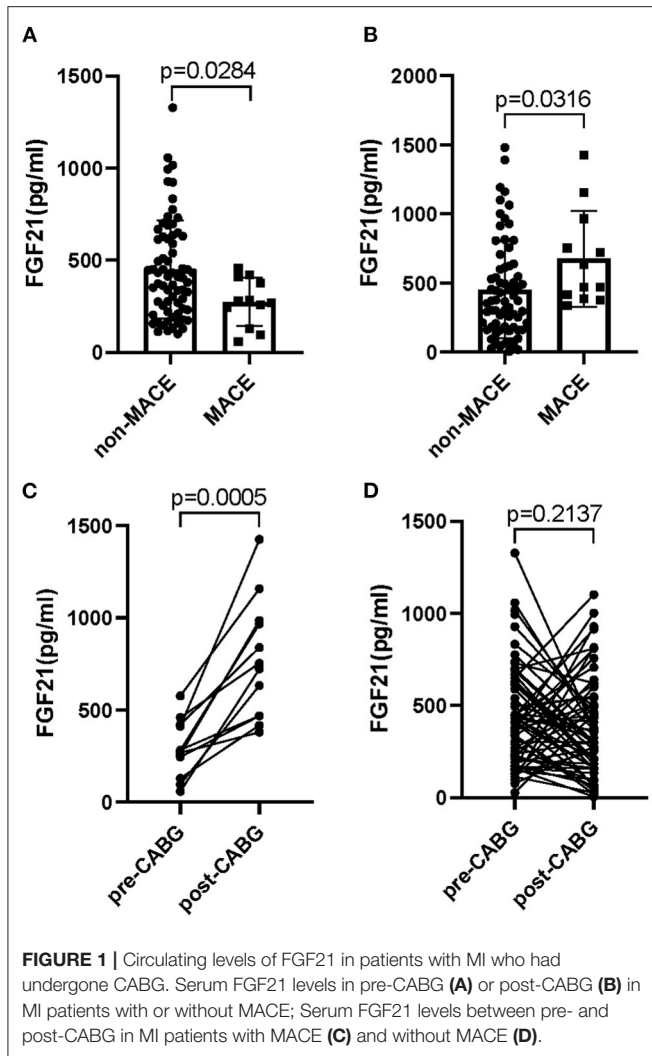 A
p=0.0284
1500
1000
500
0
FGF21(pg/ml)
non-MACE
MACE
B
p=0.0316
2000
1500
1000
500
0
FGF21(pg/ml)
non-MACE
MACE
C
p=0.0005
1500
1000
500
0
FGF21(pg/ml)
pre-CABG
post-CABG
D
p=0.2137
1500
1000
500
0
FGF21(pg/ml)
pre-CABG
post-CABG
FIGURE 1 | Circulating levels of FGF21 in patients with MI who had
undergone CABG. Serum FGF21 levels in pre-CABG (A) or post-CABG (B) in
MI patients with or without MACE; Serum FGF21 levels between pre- and
post-CABG in MI patients with MACE (C) and without MACE (D).